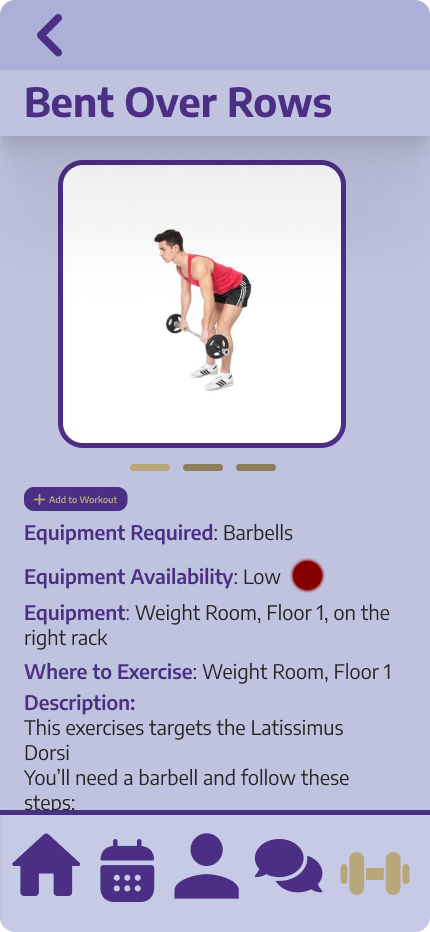 Bent Over Rows
Add to Workout
Equipment Required: Barbells
Equipment Availability: Low
Equipment: Weight Room, Floor 1, on the
right rack
Where to Exercise: Weight Room, Floor 1
Description:
This exercises targets the Latissimus
Dorsi
You’ll need a barbell and follow these
steps: